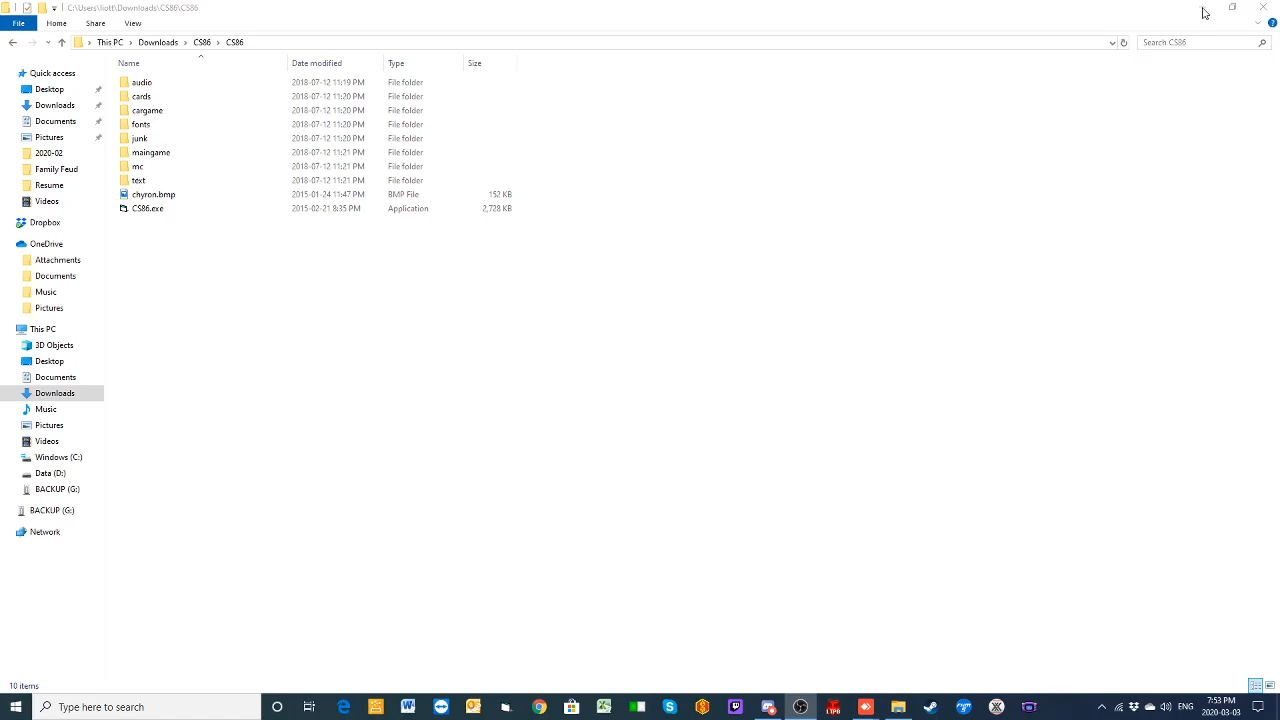 C:\Users\liott\Downloads\CS86\CS86
File Home Share View
This PC Downloads CS86 CS86 Search CS86
Name Date modified Type Size
Quick access
Desktop
Downloads
Documents
Pictures
2020-02
Family Feud
Resume
Videos
Dropbox
OneDrive
Attachments
Documents
Music
Pictures
This PC
3D Objects
Desktop
Documents
Downloads
Music
Pictures
Videos
Windows (C:)
Data (D:)
BACKUP (G:)
BACKUP (G:)
Network
audio 2018-07-12 11:19 PM File folder
cards 2018-07-12 11:20 PM File folder
cargame 2018-07-12 11:20 PM File folder
fonts 2018-07-12 11:20 PM File folder
junk 2018-07-12 11:20 PM File folder
maingame 2018-07-12 11:21 PM File folder
mc 2018-07-12 11:21 PM File folder
text 2018-07-12 11:21 PM File folder
chyron.bmp 2015-01-24 11:47 PM BMP File 152 KB
CS86.exe 2015-02-21 8:35 PM Application 2,728 KB
10 items
Type here to search
LTPB
ENG
7:53 PM
2020-03-03